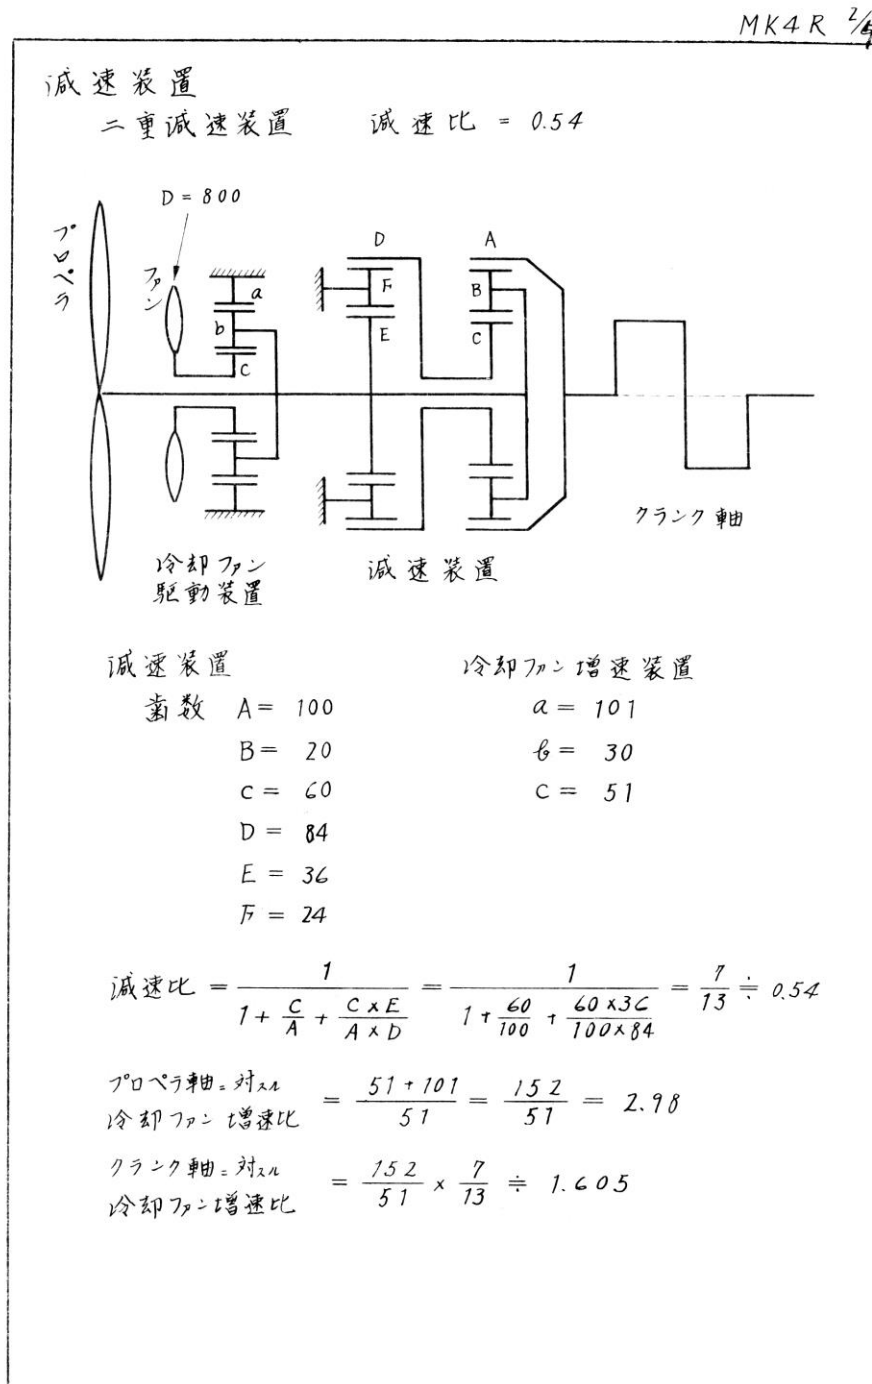 MK4R 2/5
減速装置
二重減速装置 減速比 = 0.54
D = 800
プロペラ
ファン
a
b
c
D
F
E
A
B
C
クランク軸
冷却ファン
駆動装置
減速装置
減速装置 冷却ファン増速装置
歯数 A = 100 a = 101
B = 20 b = 30
C = 60 C = 51
D = 84
E = 36
F = 24
減速比 = 1 / (1 + C/A + C×E/A×D) = 1 / (1 + 60/100 + 60×36/100×84) = 7/13 ≑ 0.54
プロペラ軸ニ対スル
冷却ファン増速比 = 51+101/51 = 152/51 = 2.98
クランク軸ニ対スル
冷却ファン増速比 = 152/51 × 7/13 ≑ 1.605